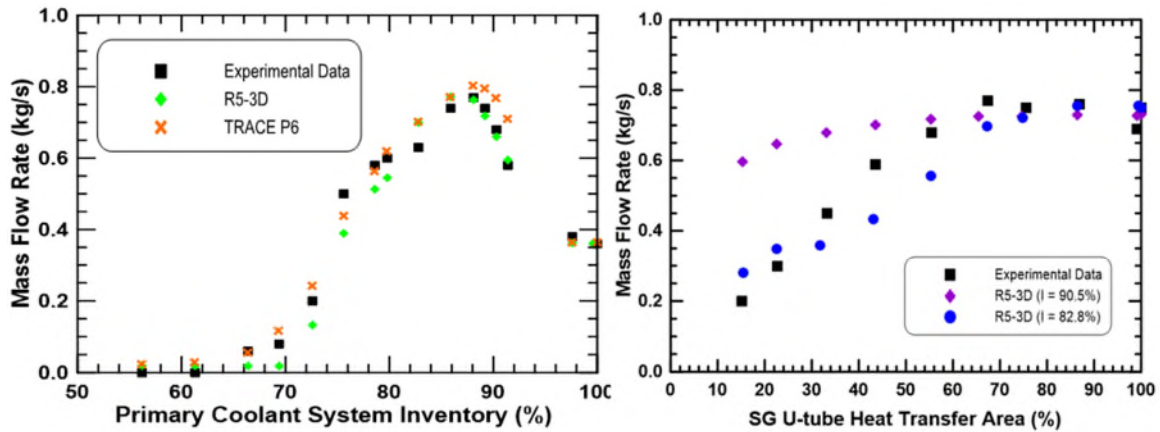 1.0
0.8
0.6
0.4
0.2
0.0
Mass Flow Rate (kg/s)
Experimental Data
R5-3D
TRACE P6
50 60 70 80 90 100
Primary Coolant System Inventory (%)
1.0
0.8
0.6
0.4
0.2
0.0
Mass Flow Rate (kg/s)
Experimental Data
R5-3D (I = 90.5%)
R5-3D (I = 82.8%)
0 10 20 30 40 50 60 70 80 90 100
SG U-tube Heat Transfer Area (%)